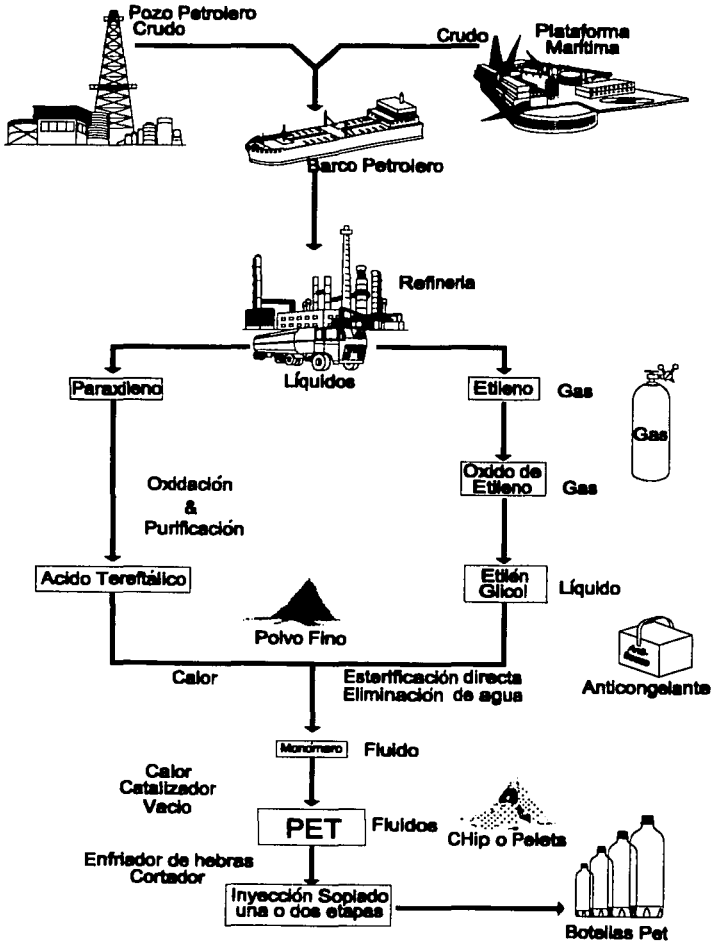 Pozo Petrolero
Crudo
Crudo
Plataforma
Marítima
Barco Petrolero
Refineria
Líquidos
Paraxileno
Etileno
Gas
Gas
Oxido de
Etileno
Gas
Oxidación
&
Purificación
Acido Tereftálico
Etilén
Glicol
Líquido
Polvo Fino
Anticongelante
Calor
Esterificación directa
Eliminación de agua
Monómero
Fluido
Calor
Catalizador
Vacio
PET
Fluidos
CHip o Pelets
Enfriador de hebras
Cortador
Inyección Soplado
una o dos etapas
Botellas Pet